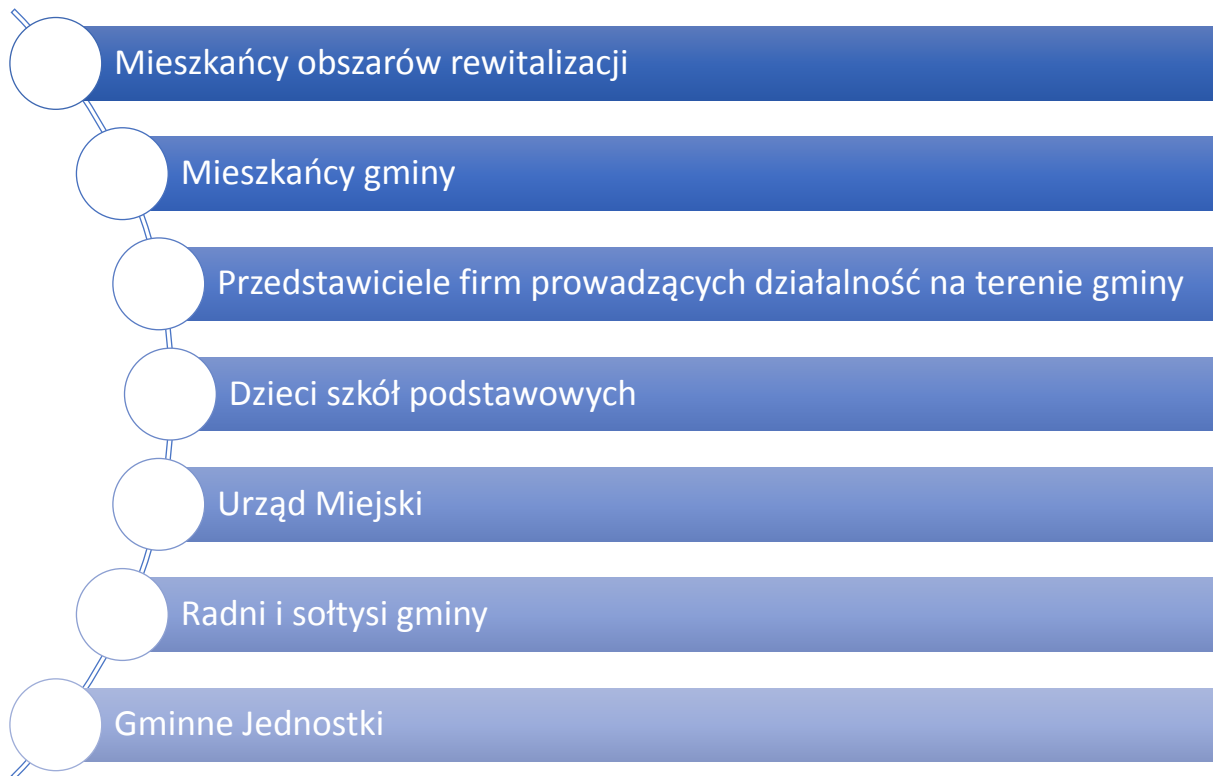 Mieszkańcy obszarów rewitalizacji
Mieszkańcy gminy
Przedstawiciele firm prowadzących działalność na terenie gminy
Dzieci szkół podstawowych
Urząd Miejski
Radni i sołtysi gminy
Gminne Jednostki